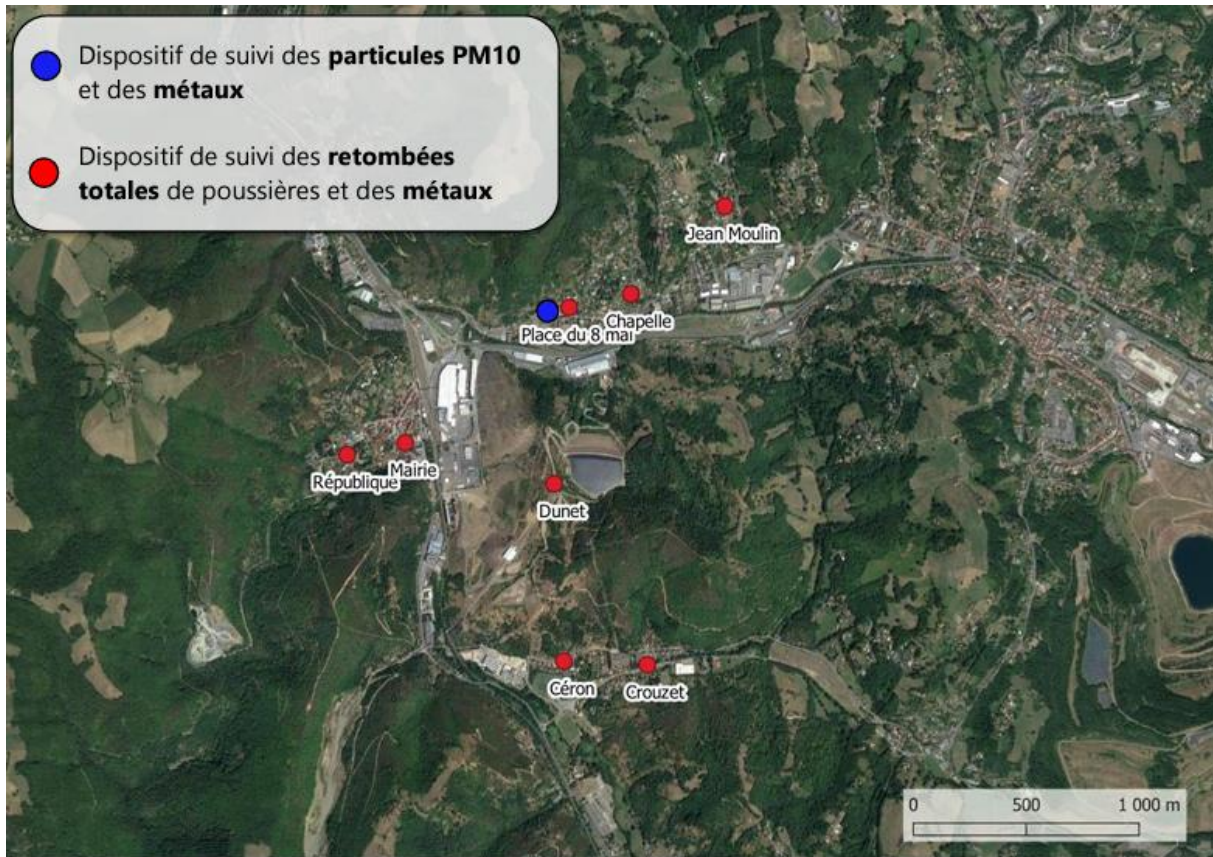 Dispositif de suivi des particules PM10
et des métaux
Dispositif de suivi des retombées
totales de poussières et des métaux
Jean Moulin
Chapelle
Place du 8 mai
Mairie
République
Dunet
Céron
Crouzet
0 500 1 000 m